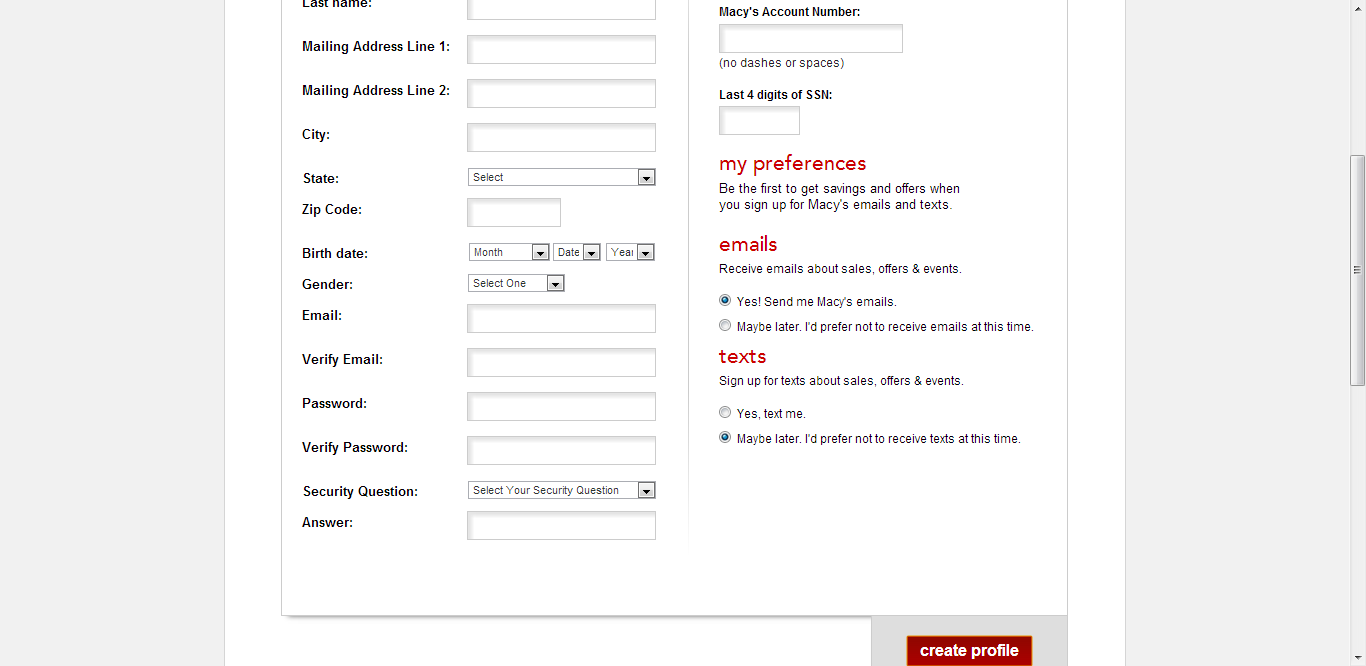 Last name:
Mailing Address Line 1:
Mailing Address Line 2:
City:
State:
Select
Zip Code:
Birth date:
Month
Date
Year
Gender:
Select One
Email:
Verify Email:
Password:
Verify Password:
Security Question:
Select Your Security Question
Answer:
Macy's Account Number:
(no dashes or spaces)
Last 4 digits of SSN:
my preferences
Be the first to get savings and offers when
you sign up for Macy's emails and texts.
emails
Receive emails about sales, offers & events.
Yes! Send me Macy's emails.
Maybe later. I'd prefer not to receive emails at this time.
texts
Sign up for texts about sales, offers & events.
Yes, text me.
Maybe later. I'd prefer not to receive texts at this time.
create profile